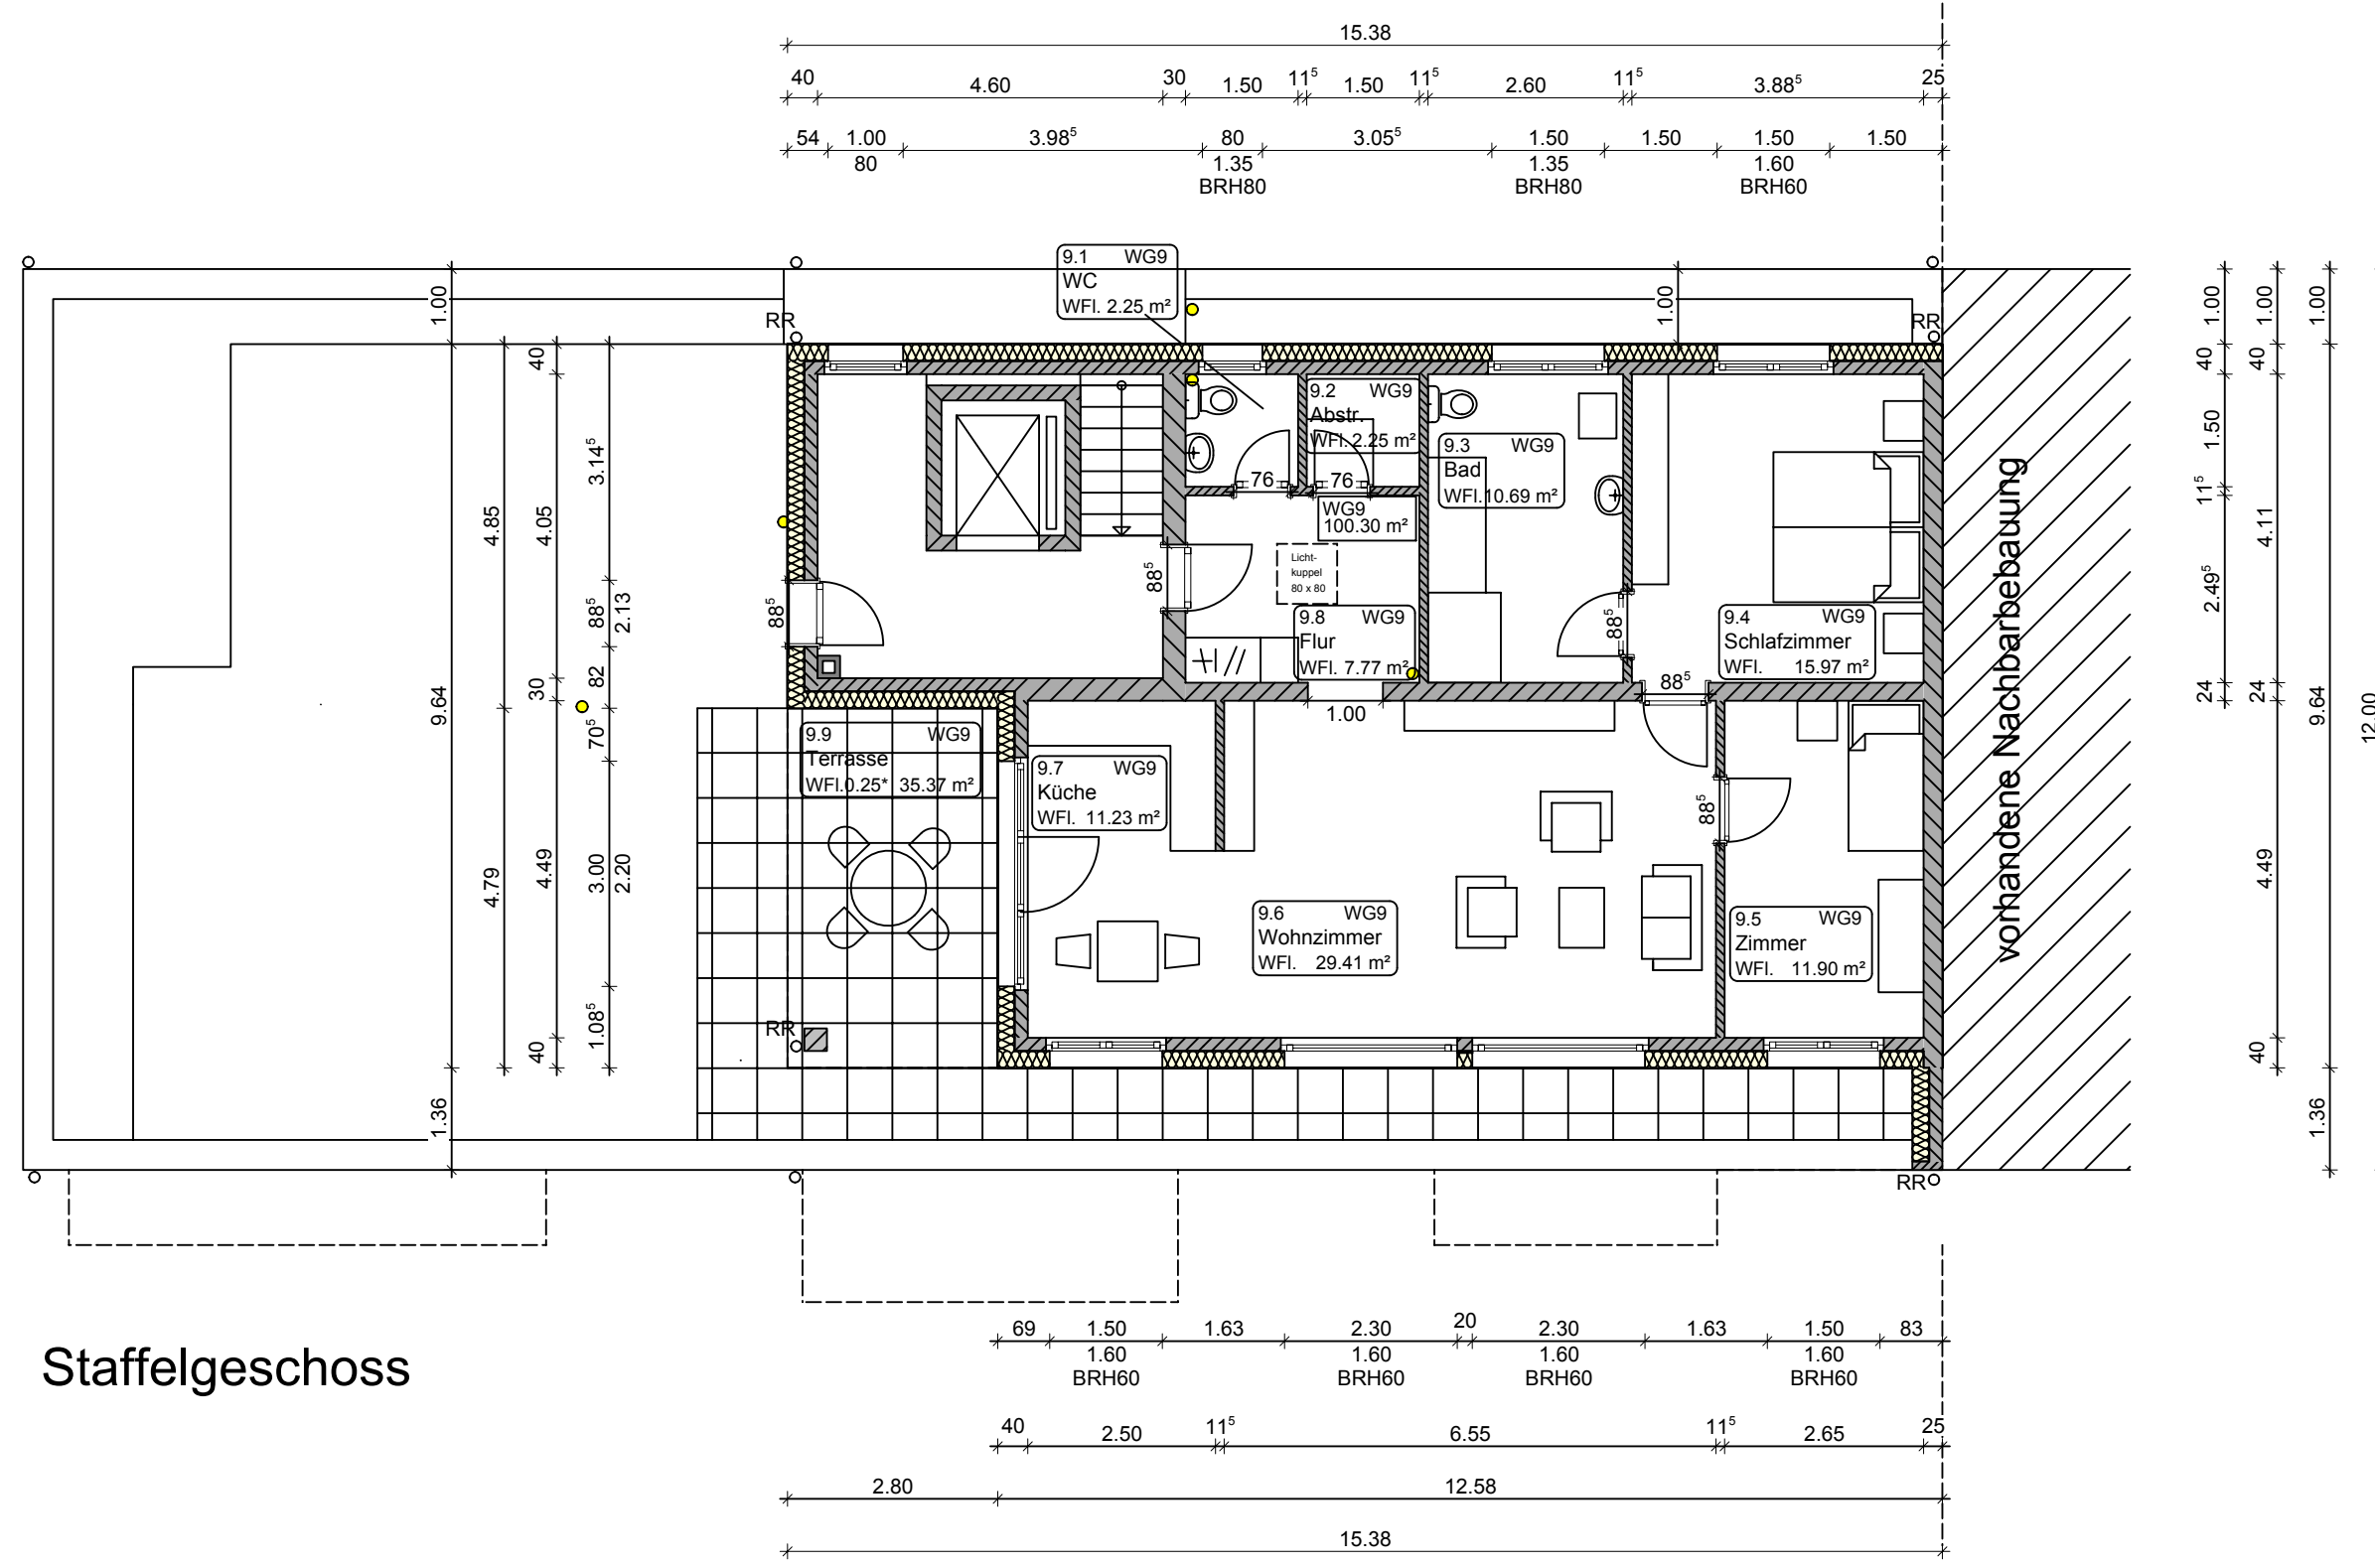 15.38
40 4.60 30 1.50 11⁵ 1.50 11⁵ 2.60 11⁵ 3.88⁵ 25
54 1.00 3.98⁵ 80 3.05⁵ 1.50 1.50 1.50 1.50
80 1.35 1.35 1.60
BRH80 BRH80 BRH60
9.1 WG9
WC
WFl. 2.25 m²
RR
RR
1.00
1.00
9.64
1.36
4.85
4.79
40
4.05
30
4.49
40
3.14⁵
88⁵
2.13
82
70⁵
3.00
2.20
1.08⁵
88⁵
9.2 WG9
Abstr.
WFl. 2.25 m²
76
76
WG9
100.30 m²
Licht-
kuppel
80 x 80
88⁵
9.3 WG9
Bad
WFl. 10.69 m²
88⁵
9.4 WG9
Schlafzimmer
WFl. 15.97 m²
9.8 WG9
Flur
WFl. 7.77 m²
1.00
88⁵
9.9 WG9
Terrasse
WFl.0.25* 35.37 m²
9.7 WG9
Küche
WFl. 11.23 m²
88⁵
9.6 WG9
Wohnzimmer
WFl. 29.41 m²
9.5 WG9
Zimmer
WFl. 11.90 m²
RR
RR
vorhandene Nachbarbebauung
1.00
40
1.50
11⁵
2.49⁵
24
1.00
40
4.11
24
4.49
40
1.00
9.64
1.36
12.00
Staffelgeschoss
69 1.50 1.63 2.30 20 2.30 1.63 1.50 83
1.60 1.60 1.60 1.60
BRH60 BRH60 BRH60 BRH60
40 2.50 11⁵ 6.55 11⁵ 2.65 25
2.80 12.58
15.38